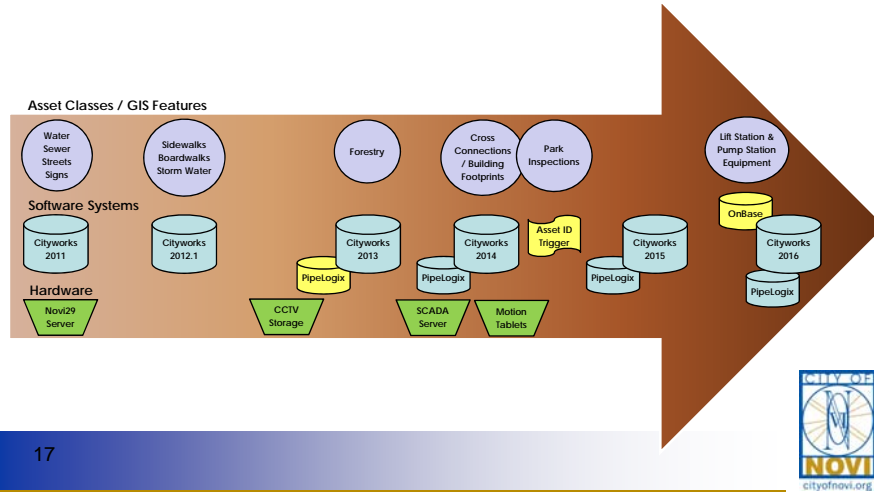 Asset Classes / GIS Features
Water
Sewer
Streets
Signs
Sidewalks
Boardwalks
Storm Water
Forestry
Cross
Connections
/ Building
Footprints
Park
Inspections
Lift Station &
Pump Station
Equipment
Software Systems
Cityworks
2011
Cityworks
2012.1
PipeLogix
Cityworks
2013
PipeLogix
Cityworks
2014
Asset ID
Trigger
PipeLogix
Cityworks
2015
OnBase
Cityworks
2016
PipeLogix
Hardware
Novi29
Server
CCTV
Storage
SCADA
Server
Motion
Tablets
17
CITY OF
NOVI
cityofnovi.org